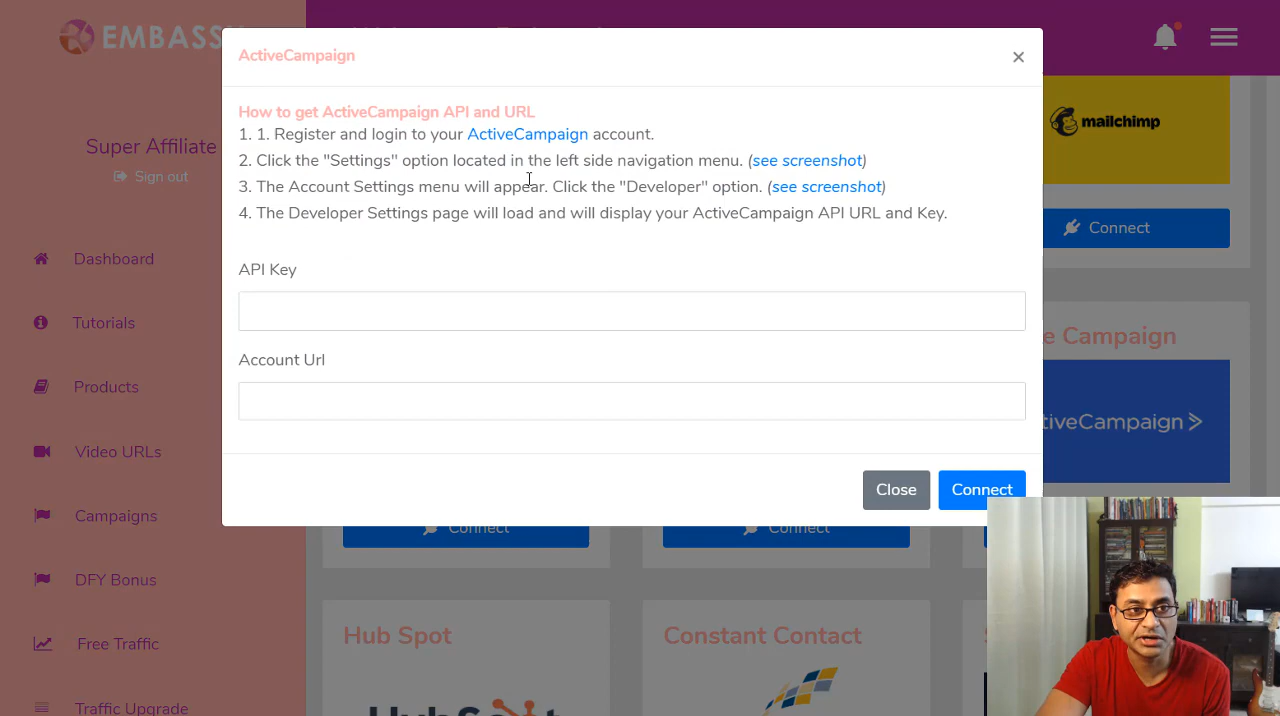 EMBASS
ActiveCampaign
×
How to get ActiveCampaign API and URL
1. 1. Register and login to your ActiveCampaign account.
2. Click the "Settings" option located in the left side navigation menu. (see screenshot)
3. The Account Settings menu will appear. Click the "Developer" option. (see screenshot)
4. The Developer Settings page will load and will display your ActiveCampaign API URL and Key.
API Key
Account Url
Close
Connect
Super Affiliate
Sign out
Dashboard
Tutorials
Products
Video URLs
Campaigns
DFY Bonus
Free Traffic
Traffic Upgrade
mailchimp
Connect
e Campaign
tiveCampaign
Connect
Connect
Hub Spot
Constant Contact
HubSpot